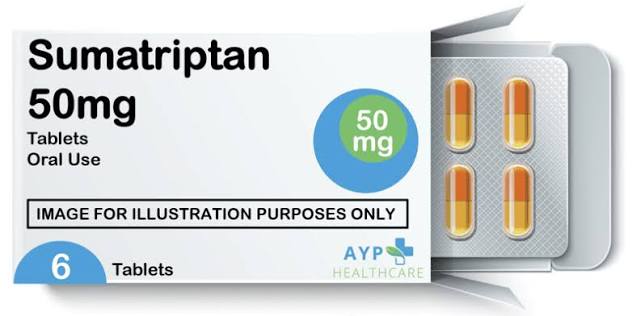 Sumatriptan
50mg
Tablets
Oral Use
50
mg
IMAGE FOR ILLUSTRATION PURPOSES ONLY
6 Tablets
AYP
HEALTHCARE